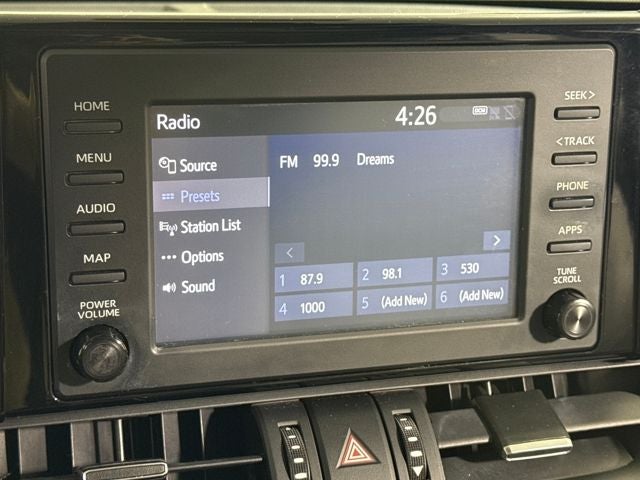 HOME
MENU
AUDIO
MAP
POWER
VOLUME
Radio 4:26
DCM
Source
Presets
Station List
Options
Sound
FM 99.9 Dreams
< >
1 87.9 2 98.1 3 530
4 1000 5 (Add New) 6 (Add New)
SEEK >
< TRACK
PHONE
APPS
TUNE
SCROLL